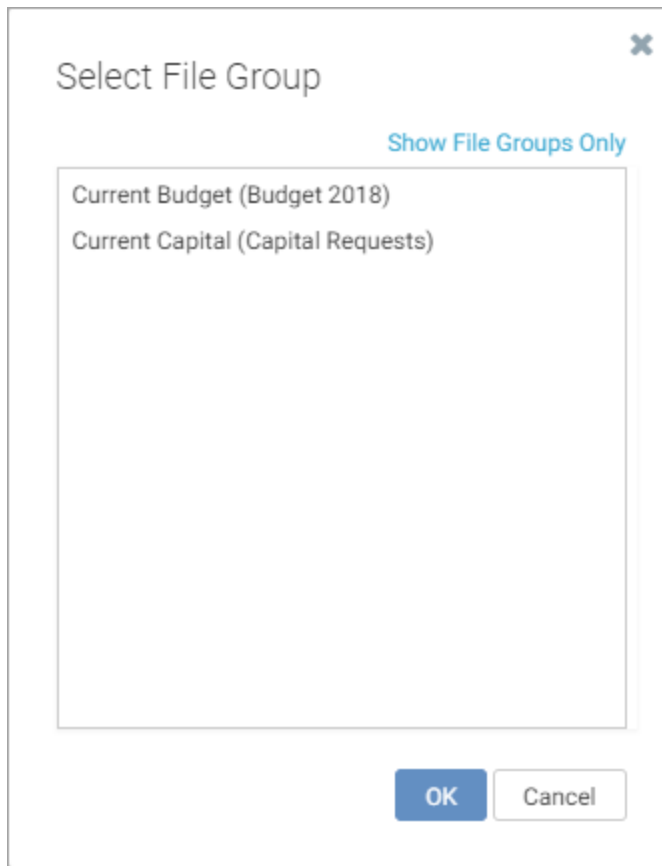 Select File Group
Show File Groups Only
Current Budget (Budget 2018)
Current Capital (Capital Requests)
OK
Cancel